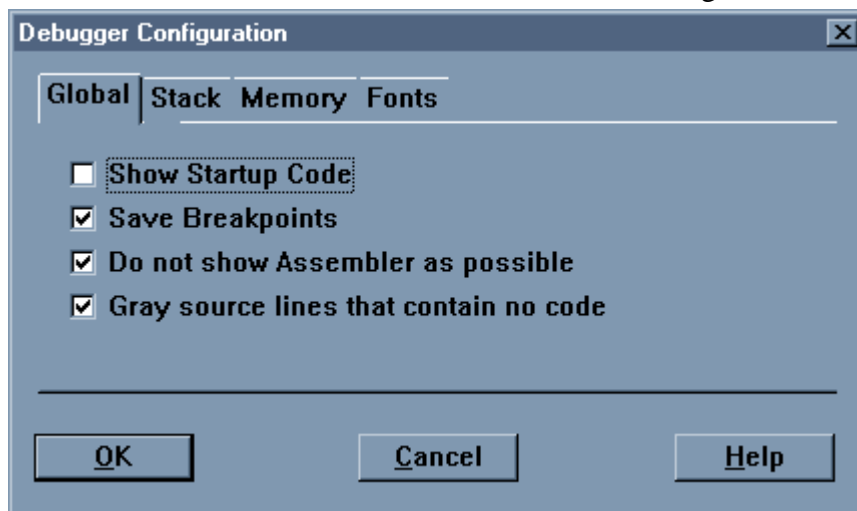 Debugger Configuration
Global Stack Memory Fonts
Show Startup Code
Save Breakpoints
Do not show Assembler as possible
Gray source lines that contain no code
OK Cancel Help